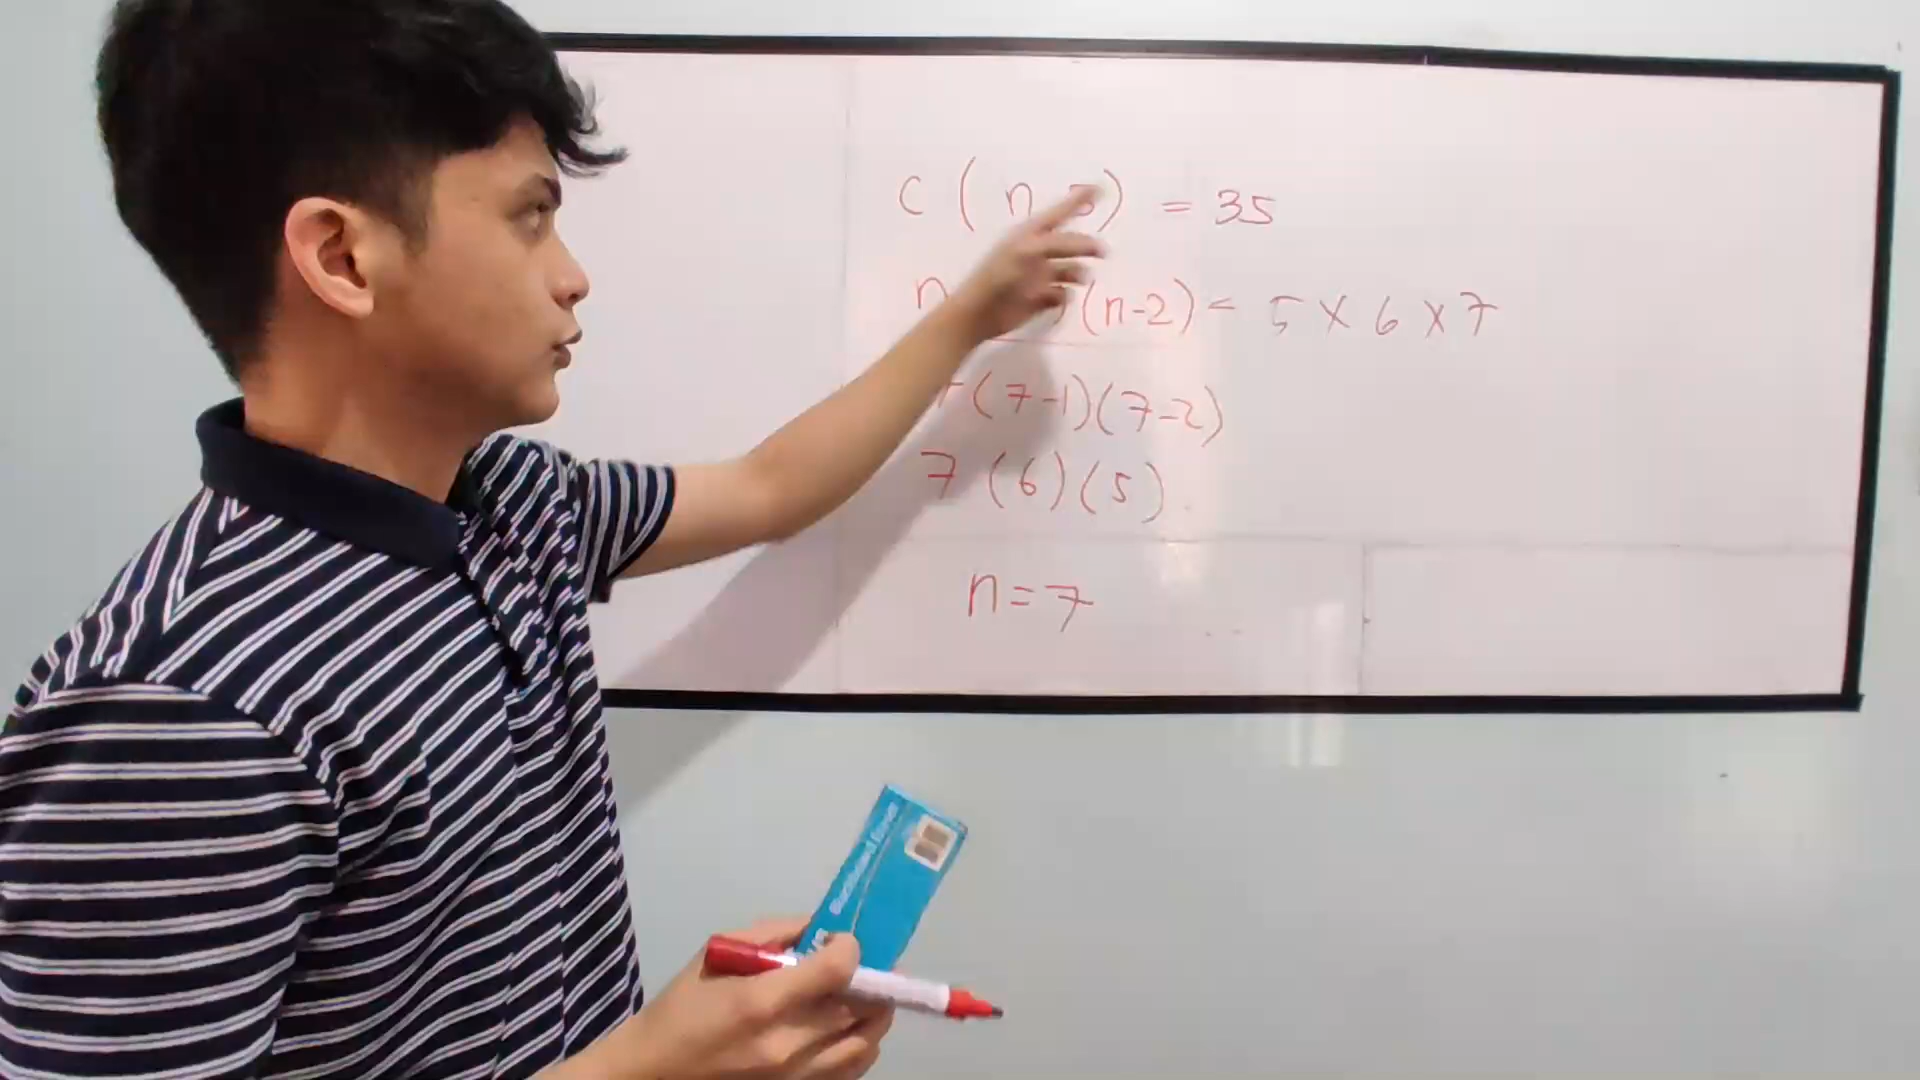 C ( n ) = 35
n (n-2) = 5 X 6 X 7
(7-1)(7-2)
7 (6)(5)
n=7